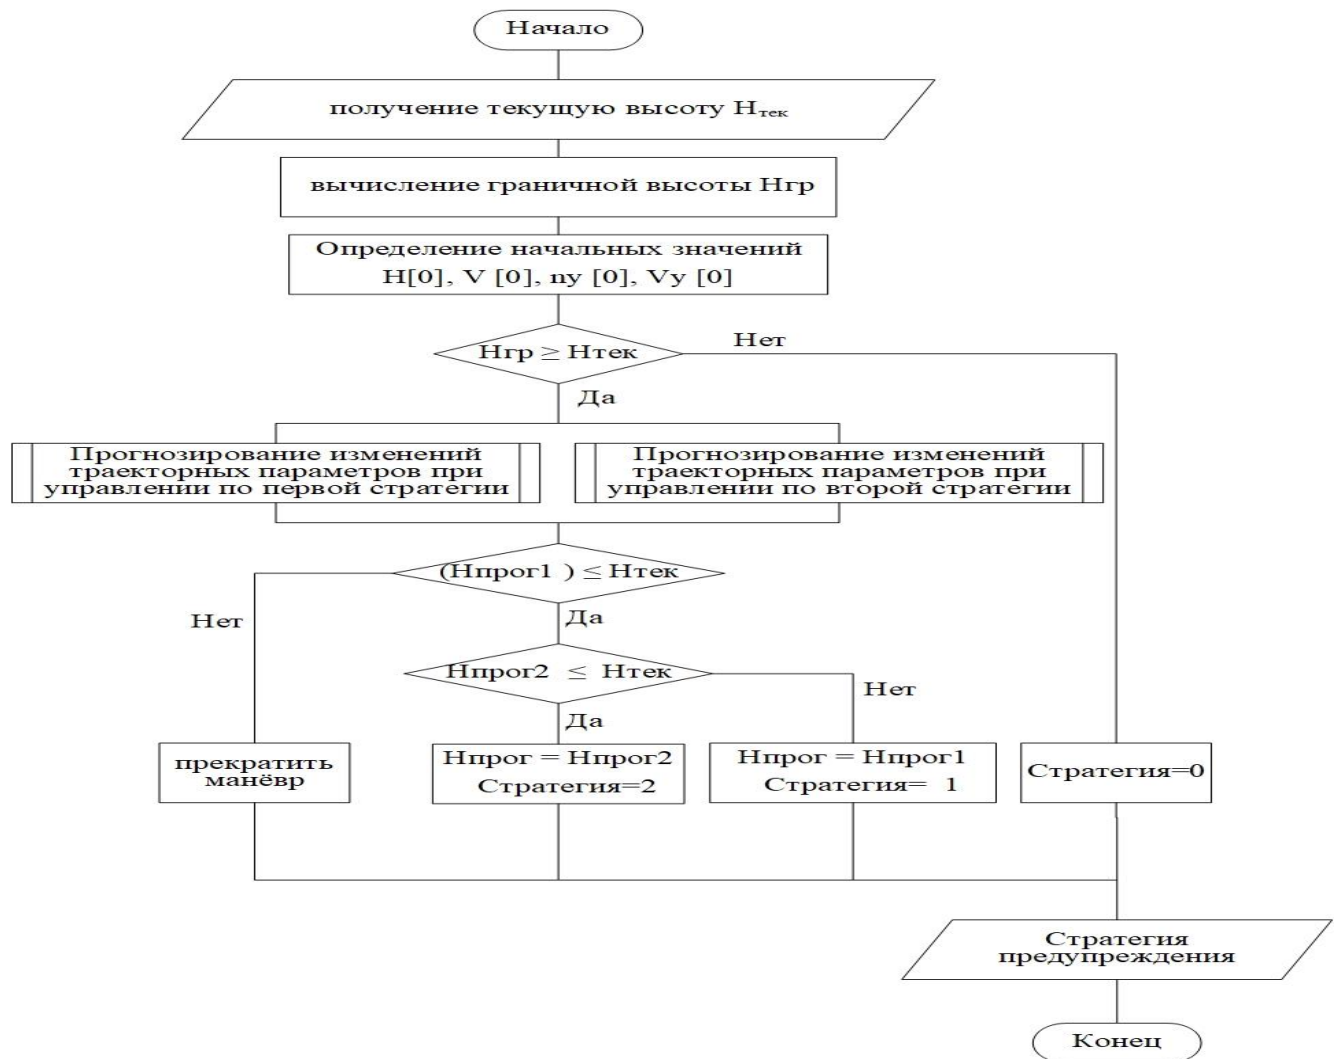 Начало
получение текущую высоту Нтек
вычисление граничной высоты Нгр
Определение начальных значений
H[0], V [0], ny [0], Vy [0]
Нгр ≥ Нтек
Нет
Да
Прогнозирование изменений
траекторных параметров при
управлении по первой стратегии
Прогнозирование изменений
траекторных параметров при
управлении по второй стратегии
(Нпрог1 ) ≤ Нтек
Нет
Да
Нпрог2 ≤ Нтек
Нет
Да
прекратить
манёвр
Нпрог = Нпрог2
Стратегия=2
Нпрог = Нпрог1
Стратегия= 1
Стратегия=0
Стратегия
предупреждения
Конец